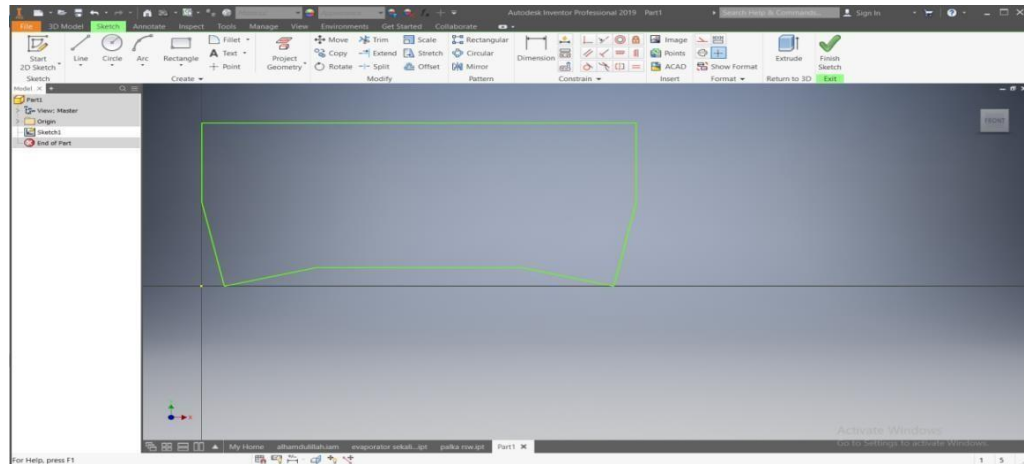 Autodesk Inventor Professional 2019 Part1
Search Help & Commands...
Sign In
File 3D Model Sketch Annotate Inspect Tools Manage View Environments Get Started Collaborate
Start
2D Sketch
Line
Circle
Arc
Rectangle
Fillet
Text
Point
Project
Geometry
Move
Copy
Rotate
Trim
Extend
Split
Scale
Stretch
Offset
Rectangular
Circular
Mirror
Dimension
Image
Points
ACAD
Show Format
Extrude
Finish
Sketch
Sketch Create Modify Pattern Constrain Insert Format Return to 3D Exit
Model
Part1
View: Master
Origin
Sketch1
End of Part
FRONT
Activate Windows
Go to Settings to activate Windows.
My Home alhamdulillah.iam evaporator sekali...ipt palka rsw.ipt Part1
For Help, press F1
1 5